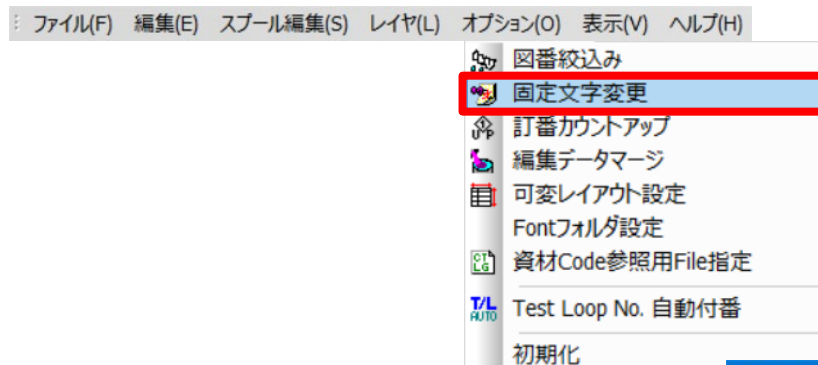 ファイル(F) 編集(E) スプール編集(S) レイヤ(L) オプション(O) 表示(V) ヘルプ(H)
図番絞込み
固定文字変更
訂番カウントアップ
編集データマージ
可変レイアウト設定
Fontフォルダ設定
CT LG 資材Code参照用File指定
T/L AUTO Test Loop No. 自動付番
初期化